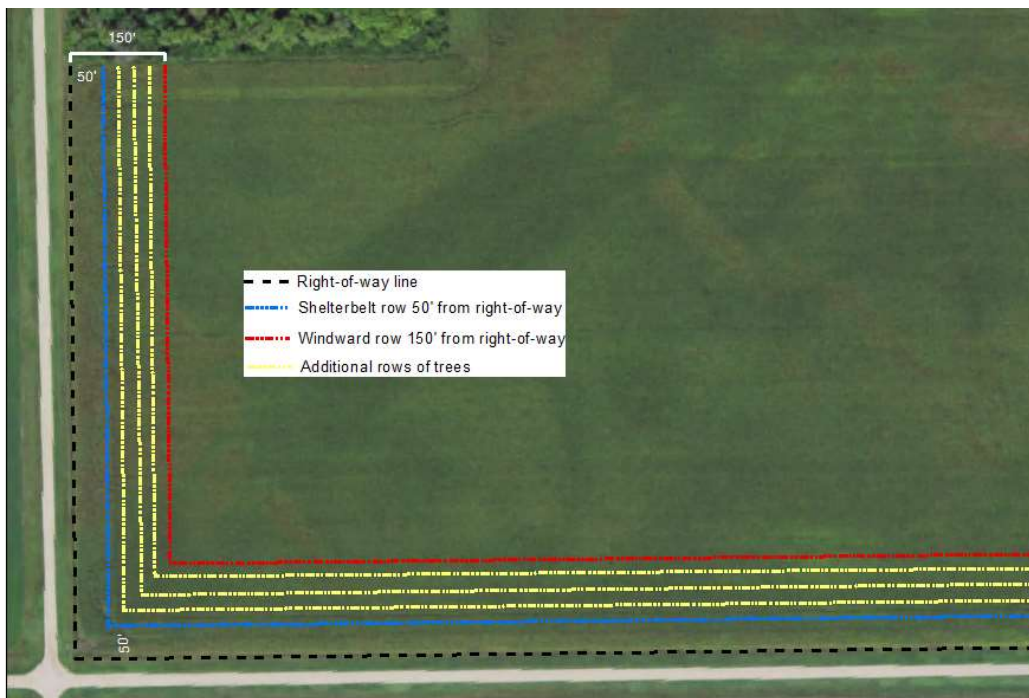 150'
50'
Right-of-way line
Shelterbelt row 50' from right-of-way
Windward row 150' from right-of-way
Additional rows of trees
50'